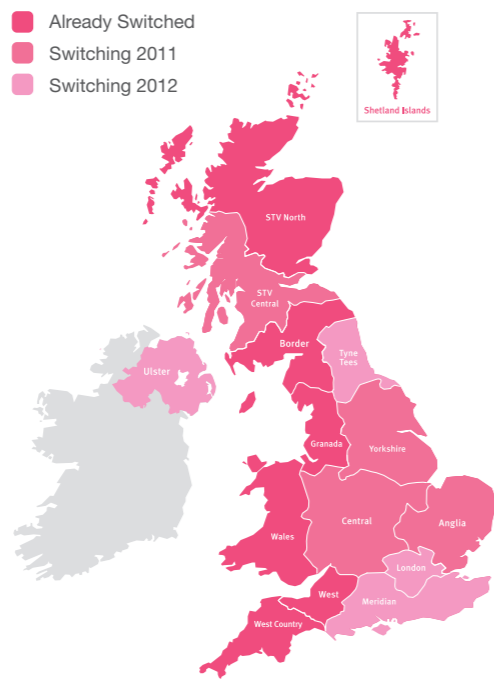 Already Switched
Switching 2011
Switching 2012
Shetland Islands
STV North
STV
Central
Border
Tyne
Tees
Ulster
Granada
Yorkshire
Central
Anglia
Wales
London
West
Meridian
West Country